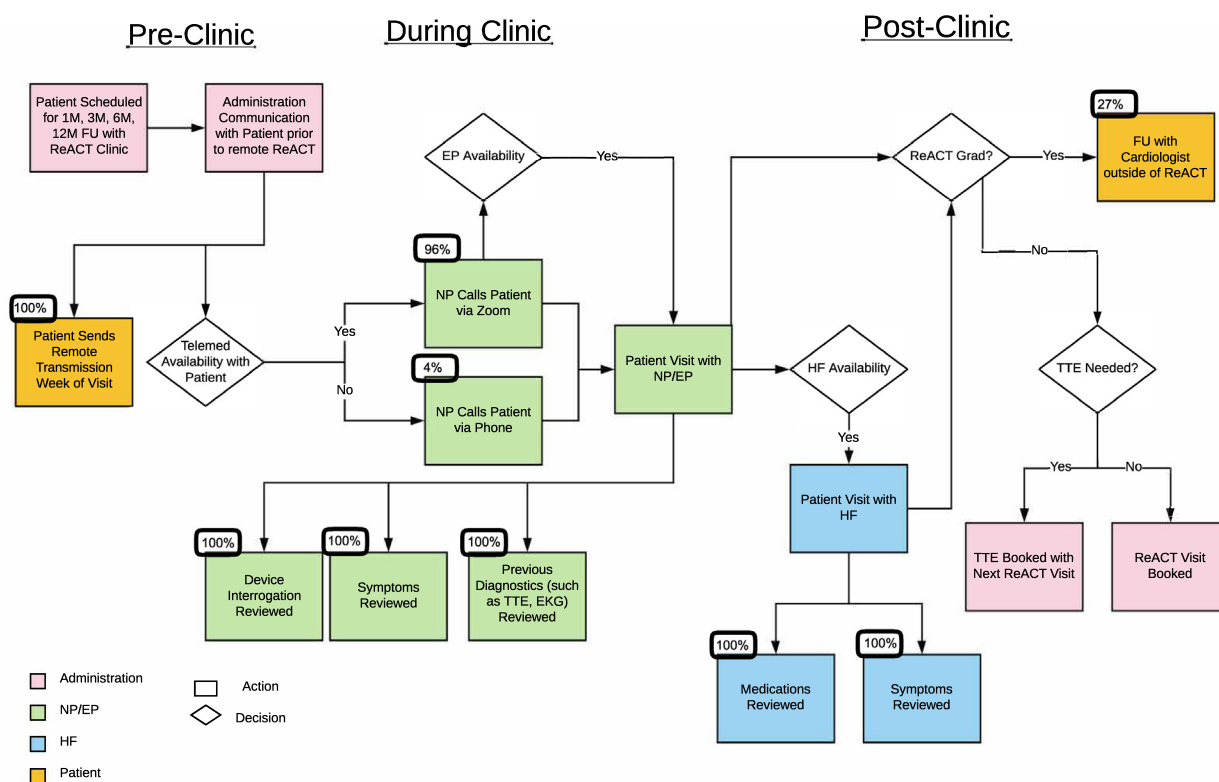 Pre-Clinic
During Clinic
Post-Clinic
Patient Scheduled
for 1M, 3M, 6M,
12M FU with
ReACT Clinic
Administration
Communication
with Patient prior
to remote ReACT
100%
Patient Sends
Remote
Transmission
Week of Visit
Telemed
Availability with
Patient
Yes
No
EP Availability
Yes
96%
NP Calls Patient
via Zoom
4%
NP Calls Patient
via Phone
Patient Visit with
NP/EP
100%
Device
Interrogation
Reviewed
100%
Symptoms
Reviewed
100%
Previous
Diagnostics (such
as TTE, EKG)
Reviewed
HF Availability
Yes
Patient Visit with
HF
100%
Medications
Reviewed
100%
Symptoms
Reviewed
ReACT Grad?
Yes
27%
FU with
Cardiologist
outside of ReACT
No
TTE Needed?
Yes
No
TTE Booked with
Next ReACT Visit
ReACT Visit
Booked
Administration
NP/EP
HF
Patient
Action
Decision